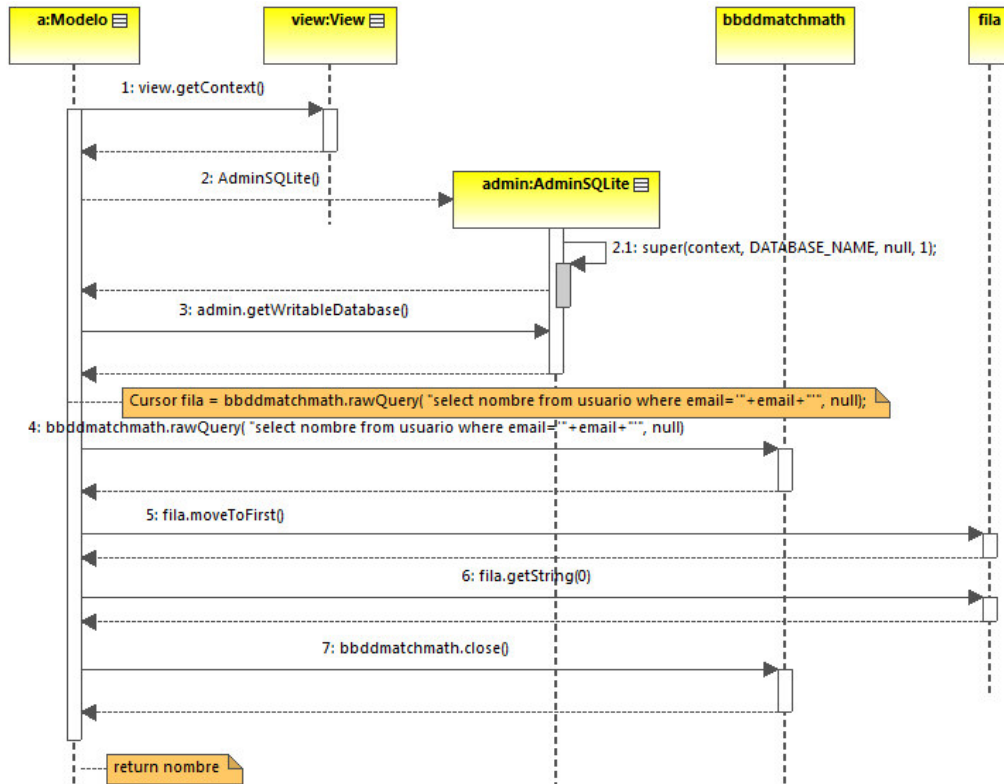 a:Modelo
view:View
bbddmatchmath
fila
1: view.getContext()
2: AdminSQLite()
admin:AdminSQLite
2.1: super(context, DATABASE_NAME, null, 1);
3: admin.getWritableDatabase()
Cursor fila = bbddmatchmath.rawQuery( "select nombre from usuario where email='"+email+"'", null);
4: bbddmatchmath.rawQuery( "select nombre from usuario where email='"+email+"'", null)
5: fila.moveToFirst()
6: fila.getString(0)
7: bbddmatchmath.close()
return nombre